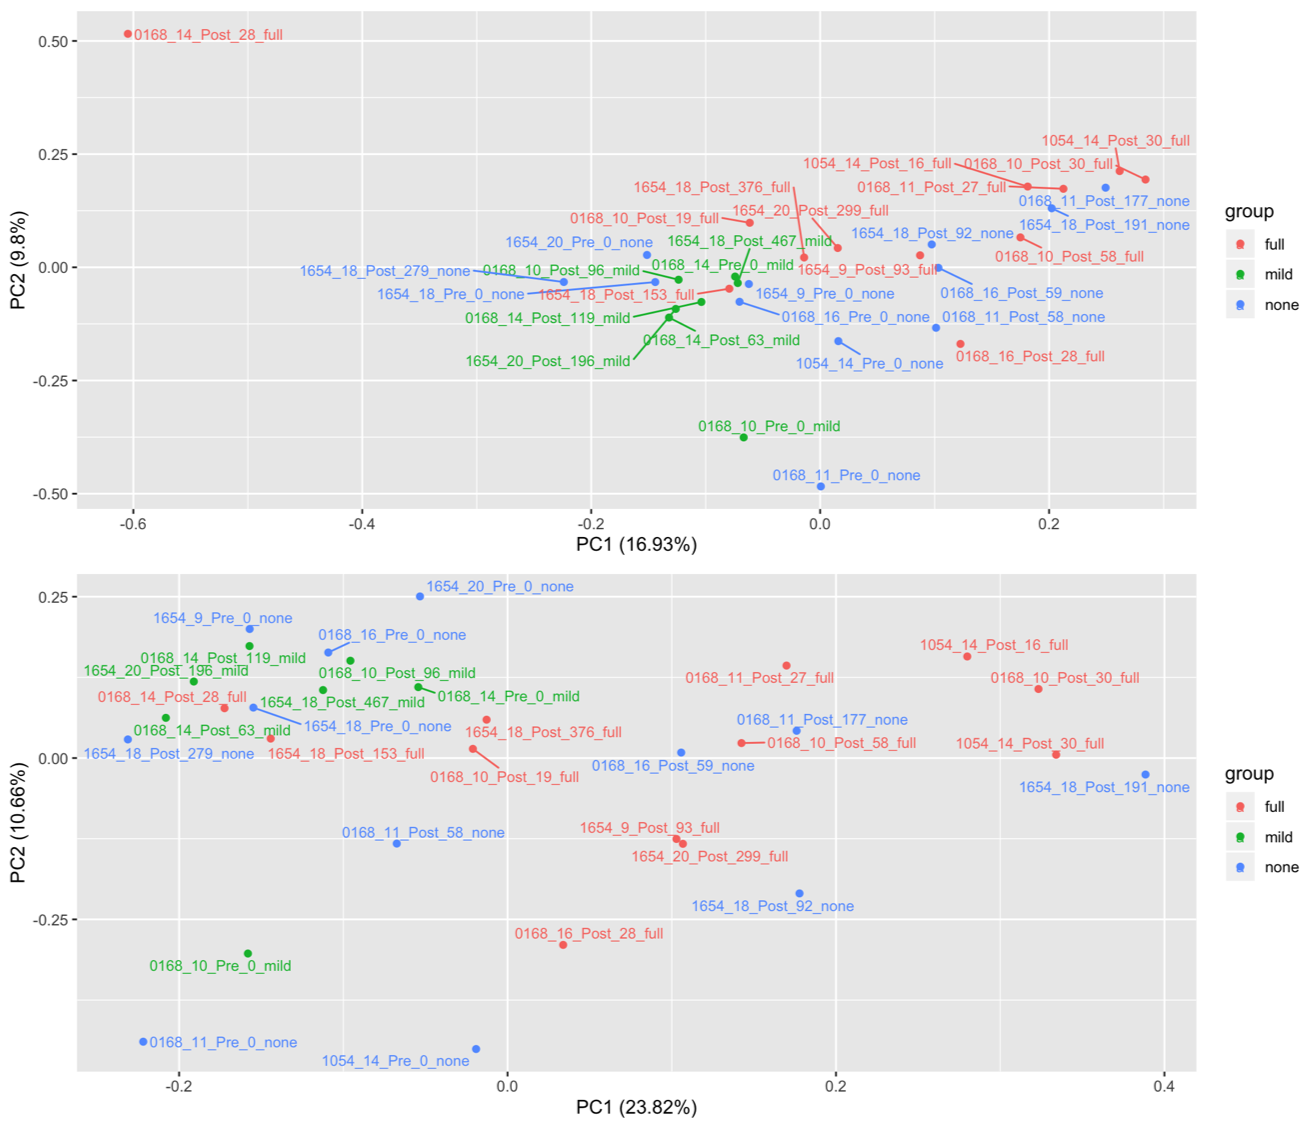 0.50
0168_14_Post_28_full
1054_14_Post_30_full
0.25
1054_14_Post_16_full 0168_10_Post_30_full
1654_18_Post_376_full 0168_11_Post_27_full
0168_11_Post_177_none
0168_10_Post_19_full 1654_20_Post_299_full
1654_18_Post_191_none
1654_20_Pre_0_none 1654_18_Post_467_mild 1654_18_Post_92_none
0168_10_Post_58_full
0.00
1654_18_Post_279_none 0168_10_Post_96_mild 0168_14_Pre_0_mild 1654_9_Post_93_full
1654_18_Pre_0_none 1654_18_Post_153_full 1654_9_Pre_0_none 0168_16_Post_59_none
0168_14_Post_119_mild 0168_16_Pre_0_none 0168_11_Post_58_none
0168_14_Post_63_mild
1654_20_Post_196_mild 1054_14_Pre_0_none 0168_16_Post_28_full
-0.25
0168_10_Pre_0_mild
0168_11_Pre_0_none
-0.50
-0.6 -0.4 -0.2 0.0 0.2
PC1 (16.93%)
PC2 (9.8%)
group
full
mild
none
1654_20_Pre_0_none
0.25
1654_9_Pre_0_none
0168_16_Pre_0_none
1054_14_Post_16_full
0168_14_Post_119_mild
1654_20_Post_196_mild 0168_10_Post_96_mild 0168_11_Post_27_full 0168_10_Post_30_full
0168_14_Post_28_full 1654_18_Post_467_mild 0168_14_Pre_0_mild
0168_11_Post_177_none
0168_14_Post_63_mild 1654_18_Pre_0_none 1654_18_Post_376_full
0168_10_Post_58_full 1054_14_Post_30_full
1654_18_Post_279_none 1654_18_Post_153_full
0.00
0168_16_Post_59_none
0168_10_Post_19_full
1654_18_Post_191_none
0168_11_Post_58_none 1654_9_Post_93_full
1654_20_Post_299_full
1654_18_Post_92_none
-0.25
0168_16_Post_28_full
0168_10_Pre_0_mild
0168_11_Pre_0_none
1054_14_Pre_0_none
-0.2 0.0 0.2 0.4
PC1 (23.82%)
PC2 (10.66%)
group
full
mild
none